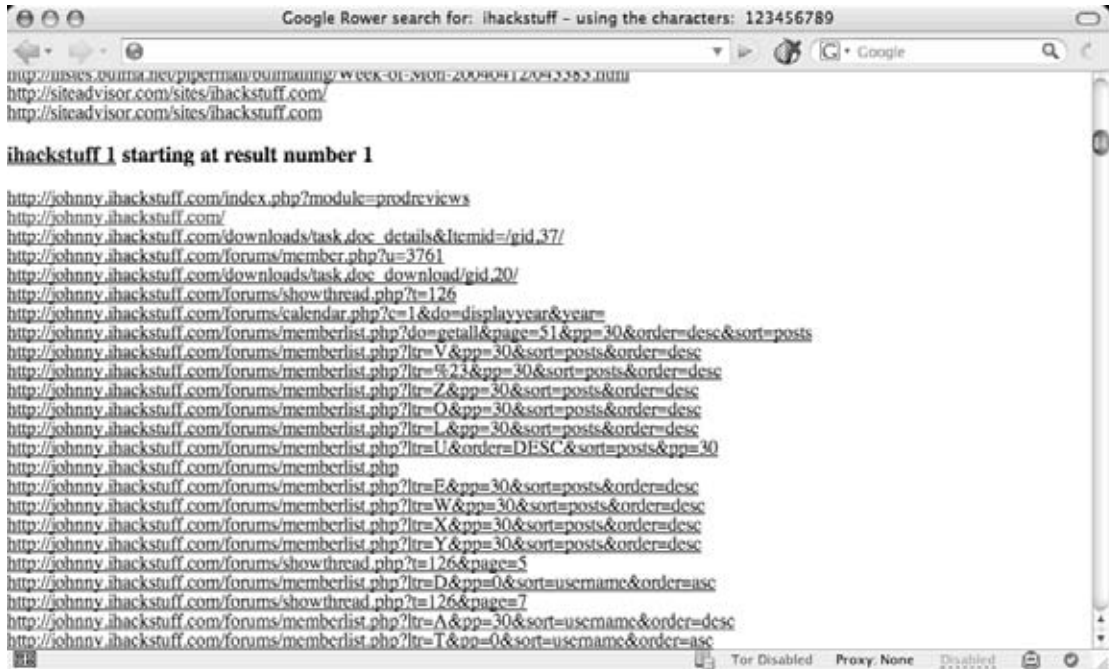 Google Rower search for: ihackstuff – using the characters: 123456789
G Google
http://siteadvisor.com/sites/ihackstuff.com/
http://siteadvisor.com/sites/ihackstuff.com
ihackstuff 1 starting at result number 1
http://johnny.ihackstuff.com/index.php?module=prodreviews
http://johnny.ihackstuff.com/
http://johnny.ihackstuff.com/downloads/task,doc_details&Itemid=/gid,37/
http://johnny.ihackstuff.com/forums/member.php?u=3761
http://johnny.ihackstuff.com/downloads/task,doc_download/gid,20/
http://johnny.ihackstuff.com/forums/showthread.php?t=126
http://johnny.ihackstuff.com/forums/calendar.php?c=1&do=displayyear&year=
http://johnny.ihackstuff.com/forums/memberlist.php?do=getall&page=51&pp=30&order=desc&sort=posts
http://johnny.ihackstuff.com/forums/memberlist.php?ltr=V&pp=30&sort=posts&order=desc
http://johnny.ihackstuff.com/forums/memberlist.php?ltr=%23&pp=30&sort=posts&order=desc
http://johnny.ihackstuff.com/forums/memberlist.php?ltr=Z&pp=30&sort=posts&order=desc
http://johnny.ihackstuff.com/forums/memberlist.php?ltr=O&pp=30&sort=posts&order=desc
http://johnny.ihackstuff.com/forums/memberlist.php?ltr=L&pp=30&sort=posts&order=desc
http://johnny.ihackstuff.com/forums/memberlist.php?ltr=U&order=DESC&sort=posts&pp=30
http://johnny.ihackstuff.com/forums/memberlist.php
http://johnny.ihackstuff.com/forums/memberlist.php?ltr=E&pp=30&sort=posts&order=desc
http://johnny.ihackstuff.com/forums/memberlist.php?ltr=W&pp=30&sort=posts&order=desc
http://johnny.ihackstuff.com/forums/memberlist.php?ltr=X&pp=30&sort=posts&order=desc
http://johnny.ihackstuff.com/forums/memberlist.php?ltr=Y&pp=30&sort=posts&order=desc
http://johnny.ihackstuff.com/forums/showthread.php?t=126&page=5
http://johnny.ihackstuff.com/forums/memberlist.php?ltr=D&pp=0&sort=username&order=asc
http://johnny.ihackstuff.com/forums/showthread.php?t=126&page=7
http://johnny.ihackstuff.com/forums/memberlist.php?ltr=A&pp=30&sort=username&order=desc
http://johnny.ihackstuff.com/forums/memberlist.php?ltr=T&pp=0&sort=username&order=asc
Tor Disabled Proxy: None Disabled